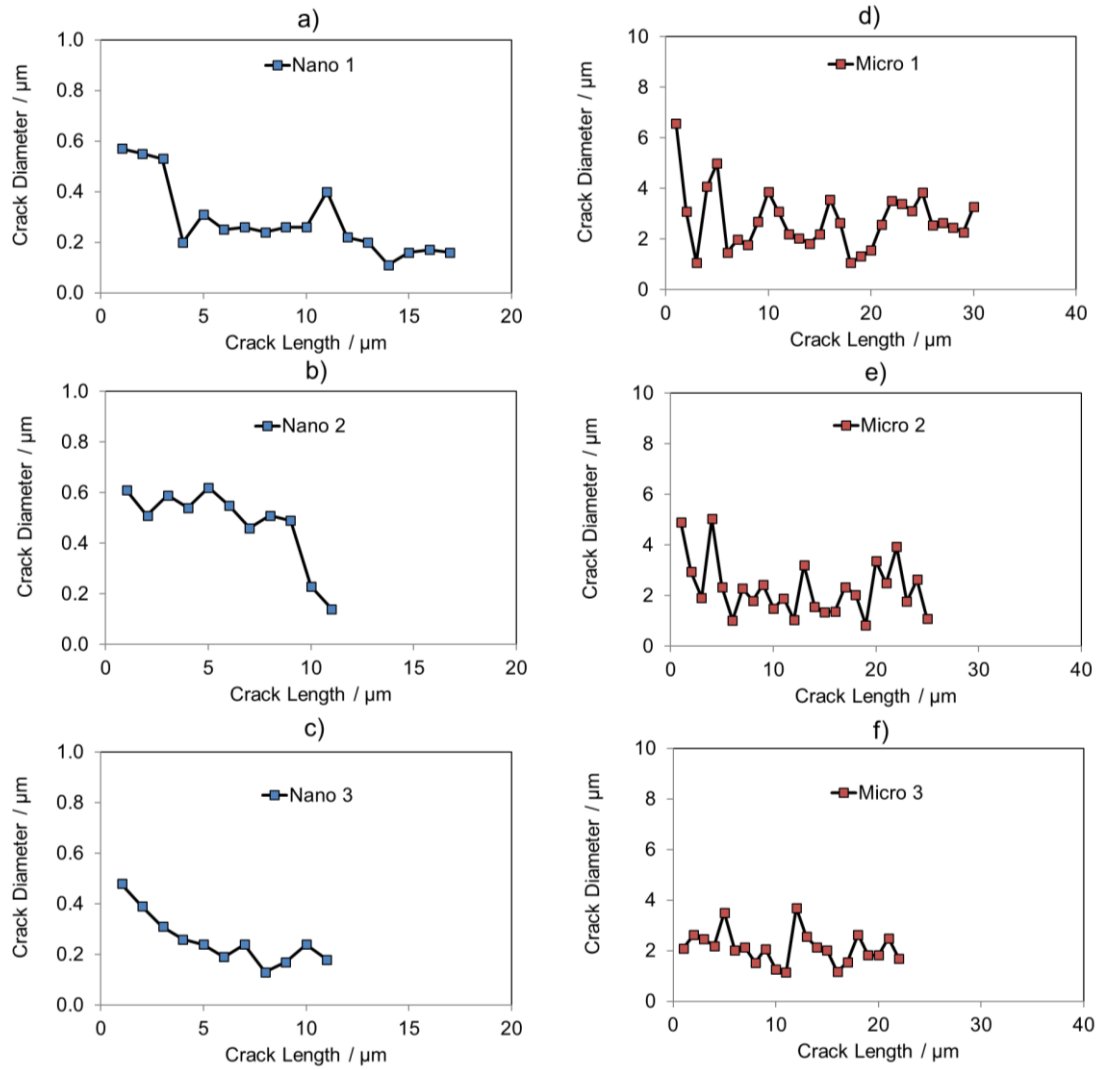 a)
1.0
0.8
0.6
0.4
0.2
0.0
Crack Diameter / µm
Nano 1
0 5 10 15 20
Crack Length / µm
b)
1.0
0.8
0.6
0.4
0.2
0.0
Crack Diameter / µm
Nano 2
0 5 10 15 20
Crack Length / µm
c)
1.0
0.8
0.6
0.4
0.2
0.0
Crack Diameter / µm
Nano 3
0 5 10 15 20
Crack Length / µm
d)
10
8
6
4
2
0
Crack Diameter / µm
Micro 1
0 10 20 30 40
Crack Length / µm
e)
10
8
6
4
2
0
Crack Diameter / µm
Micro 2
0 10 20 30 40
Crack Length / µm
f)
10
8
6
4
2
0
Crack Diameter / µm
Micro 3
0 10 20 30 40
Crack Length / µm